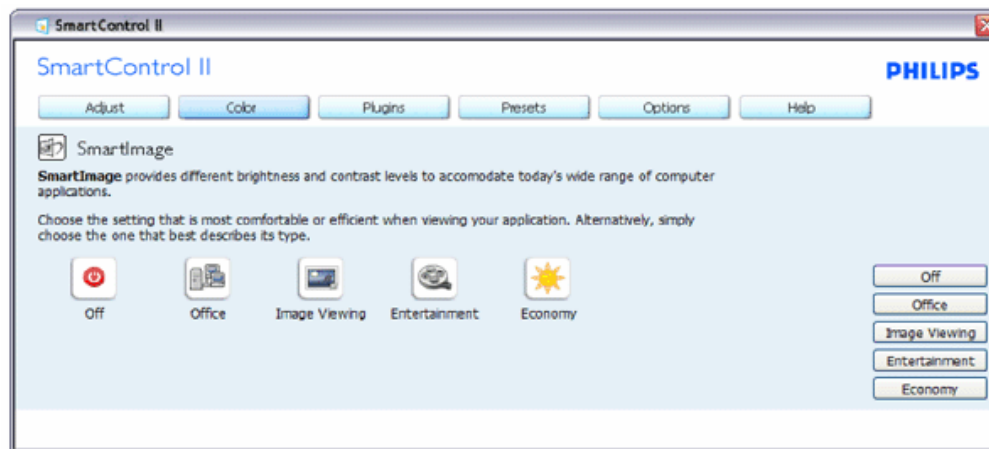 SmartControl II
SmartControl II
PHILIPS
Adjust Color Plugins Presets Options Help
SmartImage
SmartImage provides different brightness and contrast levels to accomodate today's wide range of computer
applications.
Choose the setting that is most comfortable or efficient when viewing your application. Alternatively, simply
choose the one that best describes its type.
Off Office Image Viewing Entertainment Economy
Off
Office
Image Viewing
Entertainment
Economy